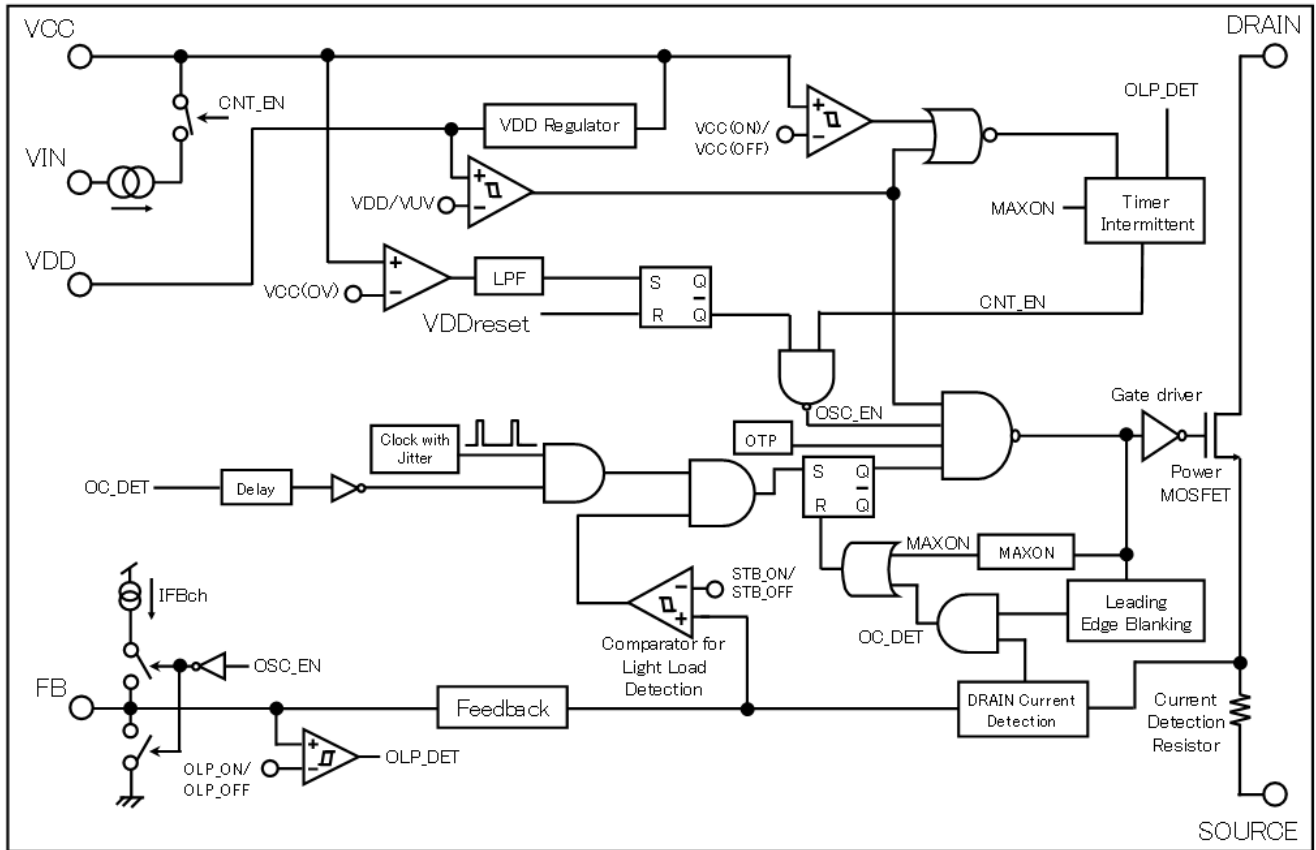 VCC
DRAIN
CNT_EN
OLP_DET
VDD Regulator
VCC(ON)/
VCC(OFF)
VIN
VDD/VUV
MAXON
Timer
Intermittent
VDD
LPF
VCC(OV)
S Q
R Q
VDDreset
CNT_EN
OSC_EN
Gate driver
Clock with
Jitter
OTP
Power
MOSFET
OC_DET
Delay
S Q
R Q
MAXON
MAXON
STB_ON/
STB_OFF
IFBch
Leading
Edge Blanking
OC_DET
Comparator for
Light Load
Detection
OSC_EN
FB
Feedback
DRAIN Current
Detection
Current
Detection
Resistor
OLP_ON/
OLP_OFF
OLP_DET
SOURCE